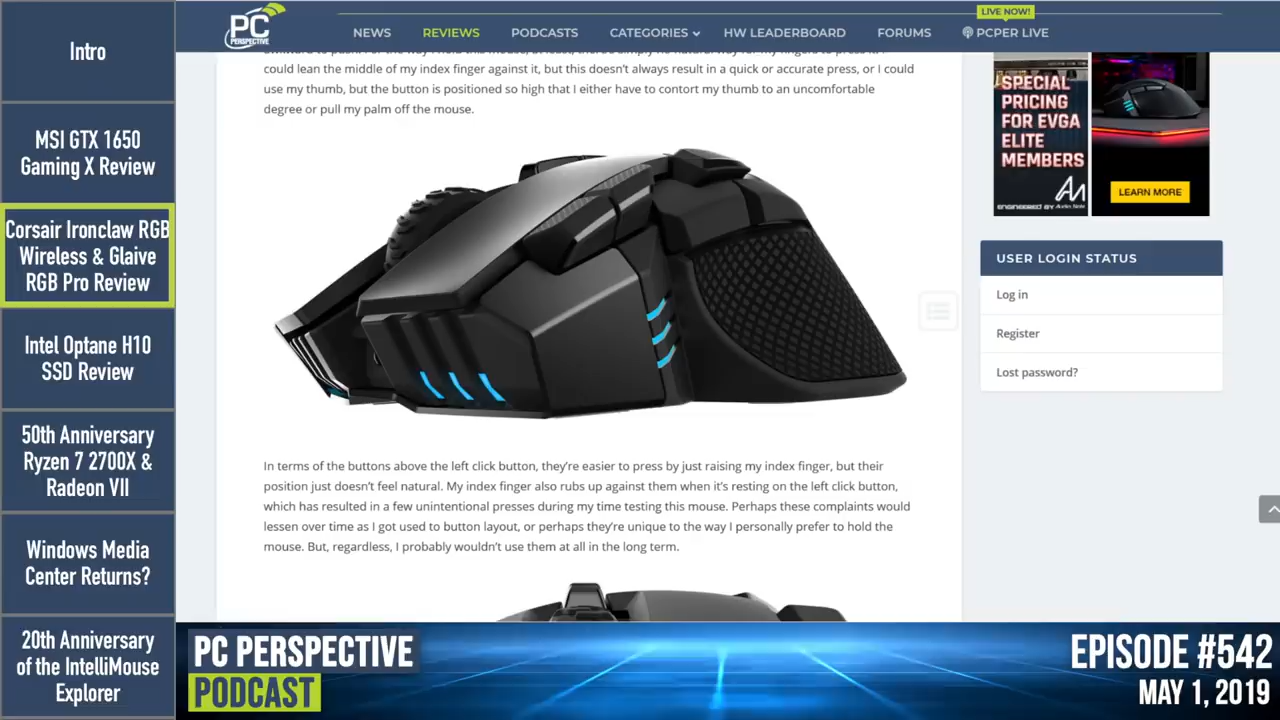 Intro
MSI GTX 1650
Gaming X Review
Corsair Ironclaw RGB
Wireless & Glaive
RGB Pro Review
Intel Optane H10
SSD Review
50th Anniversary
Ryzen 7 2700X &
Radeon VII
Windows Media
Center Returns?
20th Anniversary
of the IntelliMouse
Explorer
PC
PERSPECTIVE
NEWS
REVIEWS
PODCASTS
CATEGORIES
HW LEADERBOARD
FORUMS
LIVE NOW!
PCPER LIVE
could lean the middle of my index finger against it, but this doesn't always result in a quick or accurate press, or I could
use my thumb, but the button is positioned so high that I either have to contort my thumb to an uncomfortable
degree or pull my palm off the mouse.
In terms of the buttons above the left click button, they're easier to press by just raising my index finger, but their
position just doesn't feel natural. My index finger also rubs up against them when it's resting on the left click button,
which has resulted in a few unintentional presses during my time testing this mouse. Perhaps these complaints would
lessen over time as I got used to button layout, or perhaps they're unique to the way I personally prefer to hold the
mouse. But, regardless, I probably wouldn't use them at all in the long term.
SPECIAL
PRICING
FOR EVGA
ELITE
MEMBERS
ENGINEERED BY Audio Note
LEARN MORE
USER LOGIN STATUS
Log in
Register
Lost password?
PC PERSPECTIVE
PODCAST
EPISODE #542
MAY 1, 2019